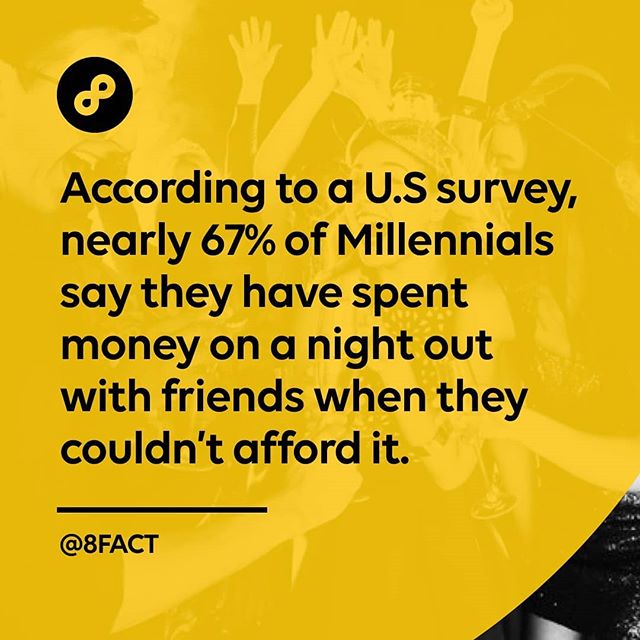 According to a U.S survey,
nearly 67% of Millennials
say they have spent
money on a night out
with friends when they
couldn't afford it.
@8FACT